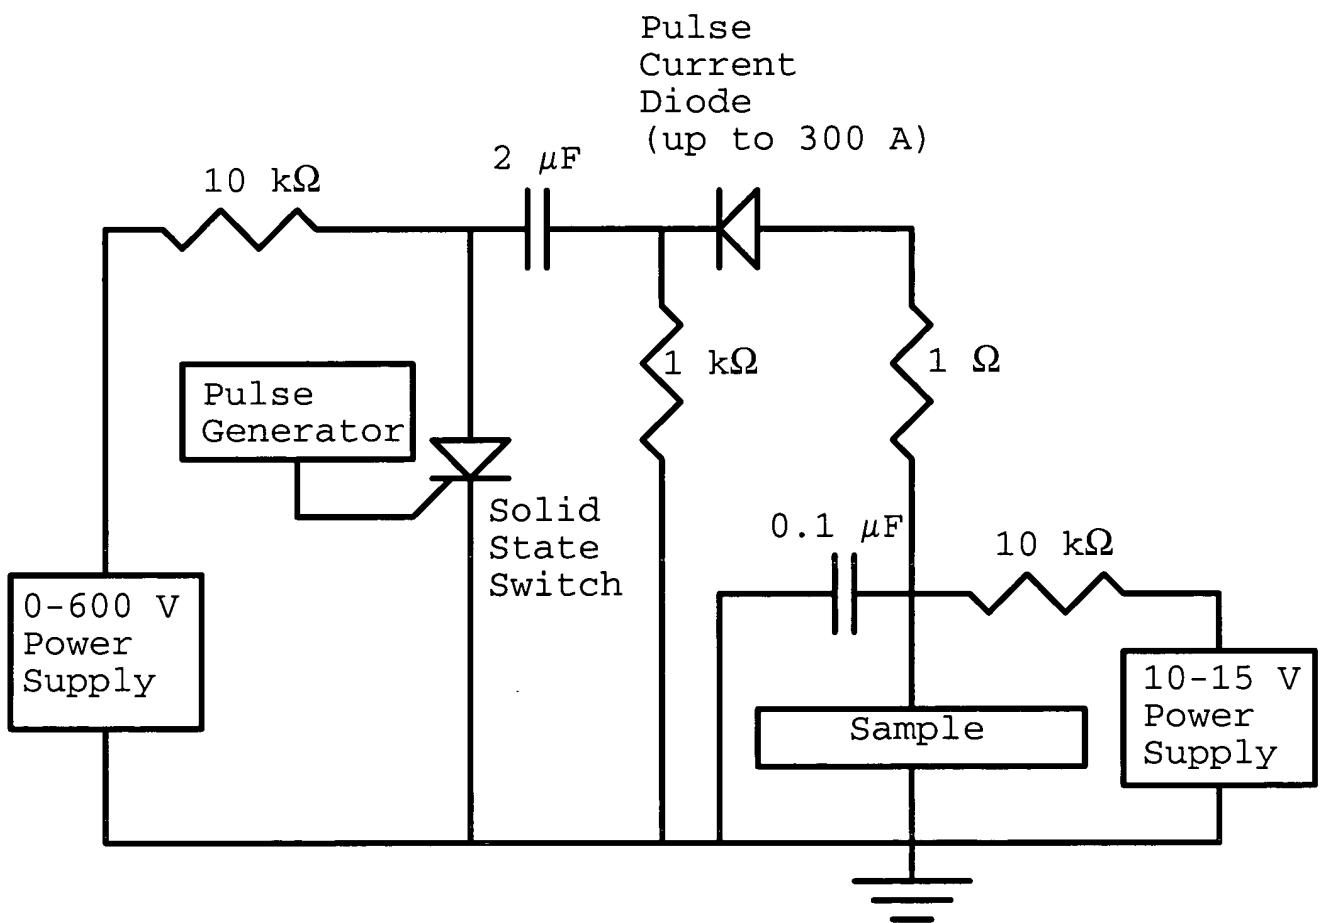 Pulse
Current
Diode
(up to 300 A)
2 μF
10 kΩ
1 kΩ
1 Ω
Pulse
Generator
Solid
State
Switch
0.1 μF
10 kΩ
0-600 V
Power
Supply
10-15 V
Power
Supply
Sample